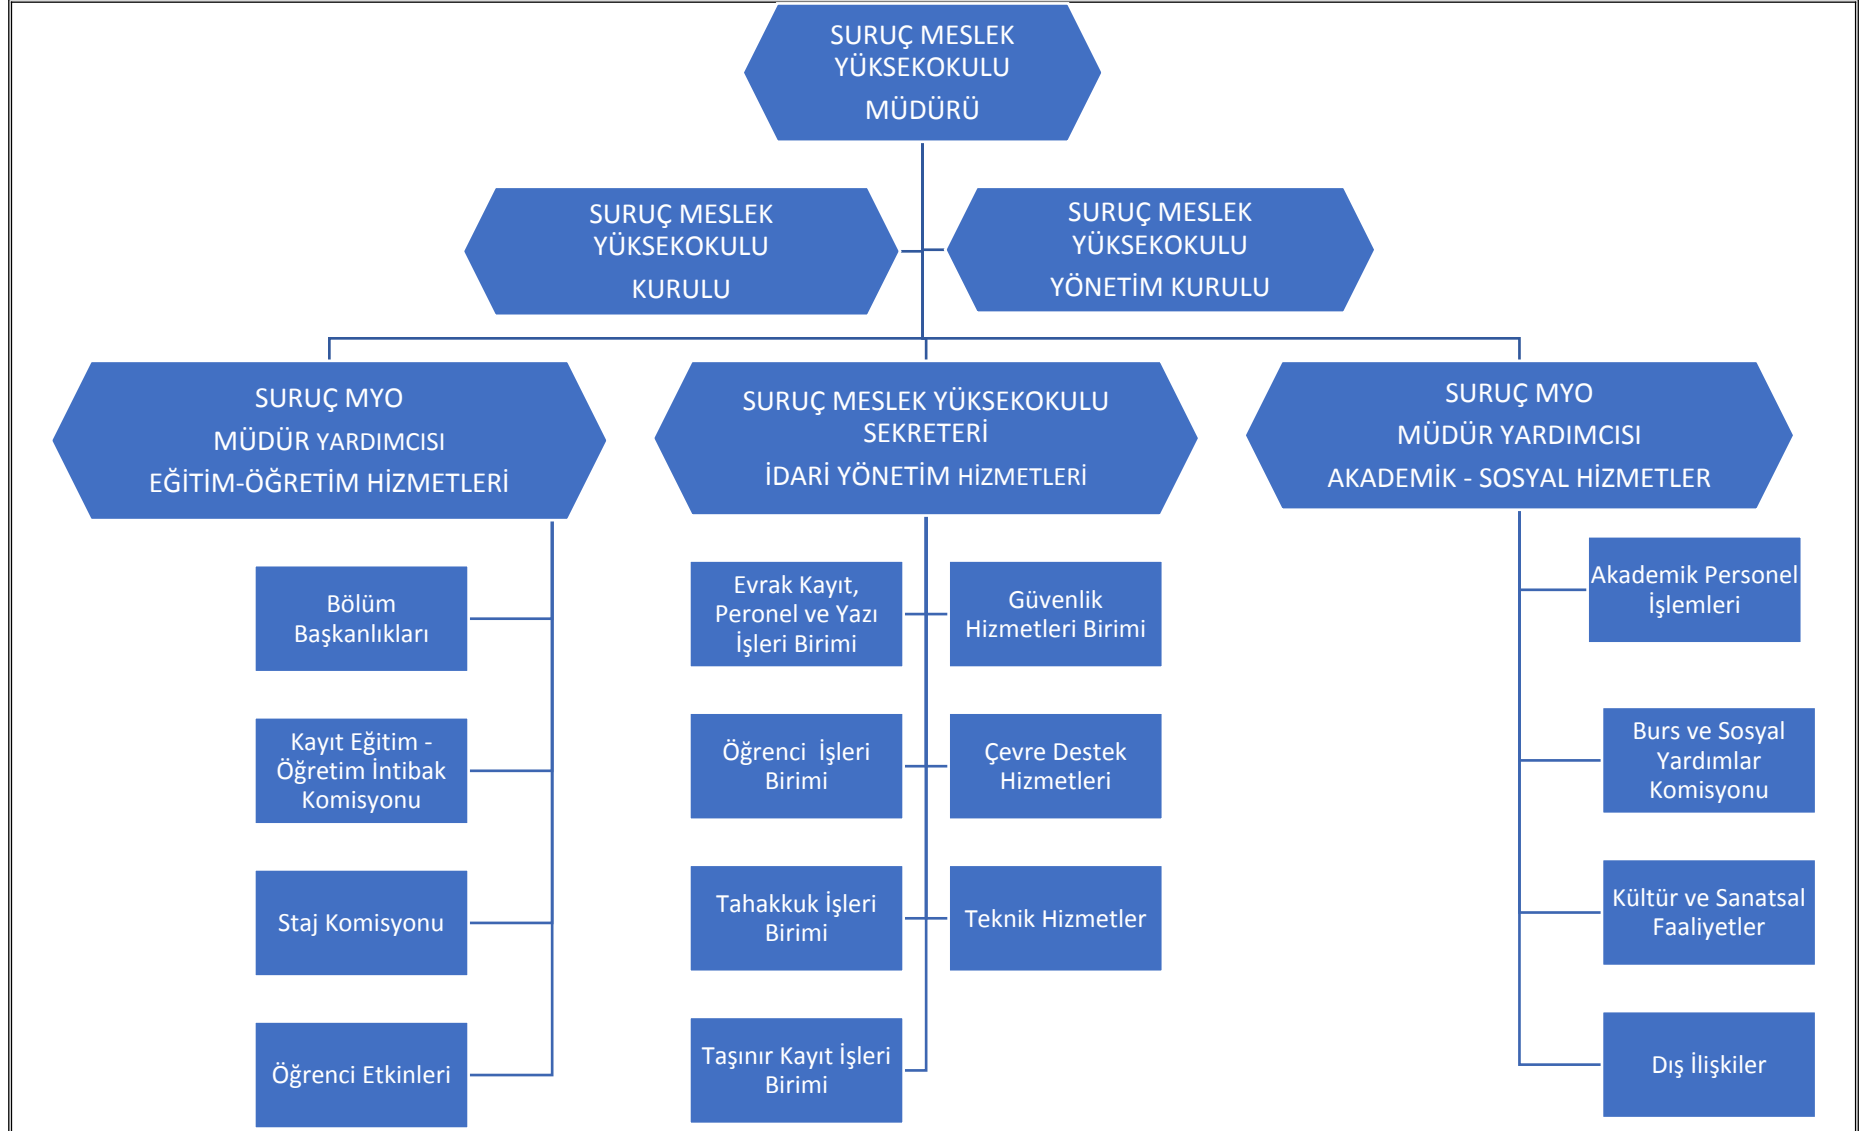 SURUÇ MESLEK
YÜKSEKOKULU
MÜDÜRÜ
SURUÇ MESLEK
YÜKSEKOKULU
KURULU
SURUÇ MESLEK
YÜKSEKOKULU
YÖNETİM KURULU
SURUÇ MYO
MÜDÜR YARDIMCISI
EĞİTİM-ÖĞRETİM HİZMETLERİ
SURUÇ MESLEK YÜKSEKOKULU
SEKRETERİ
İDARİ YÖNETİM HİZMETLERİ
SURUÇ MYO
MÜDÜR YARDIMCISI
AKADEMİK - SOSYAL HİZMETLER
Bölüm
Başkanlıkları
Kayıt Eğitim -
Öğretim İntibak
Komisyonu
Staj Komisyonu
Öğrenci Etkinleri
Evrak Kayıt,
Peronel ve Yazı
İşleri Birimi
Güvenlik
Hizmetleri Birimi
Öğrenci  İşleri
Birimi
Çevre Destek
Hizmetleri
Tahakkuk İşleri
Birimi
Teknik Hizmetler
Taşınır Kayıt İşleri
Birimi
Akademik Personel
İşlemleri
Burs ve Sosyal
Yardımlar
Komisyonu
Kültür ve Sanatsal
Faaliyetler
Dış İlişkiler